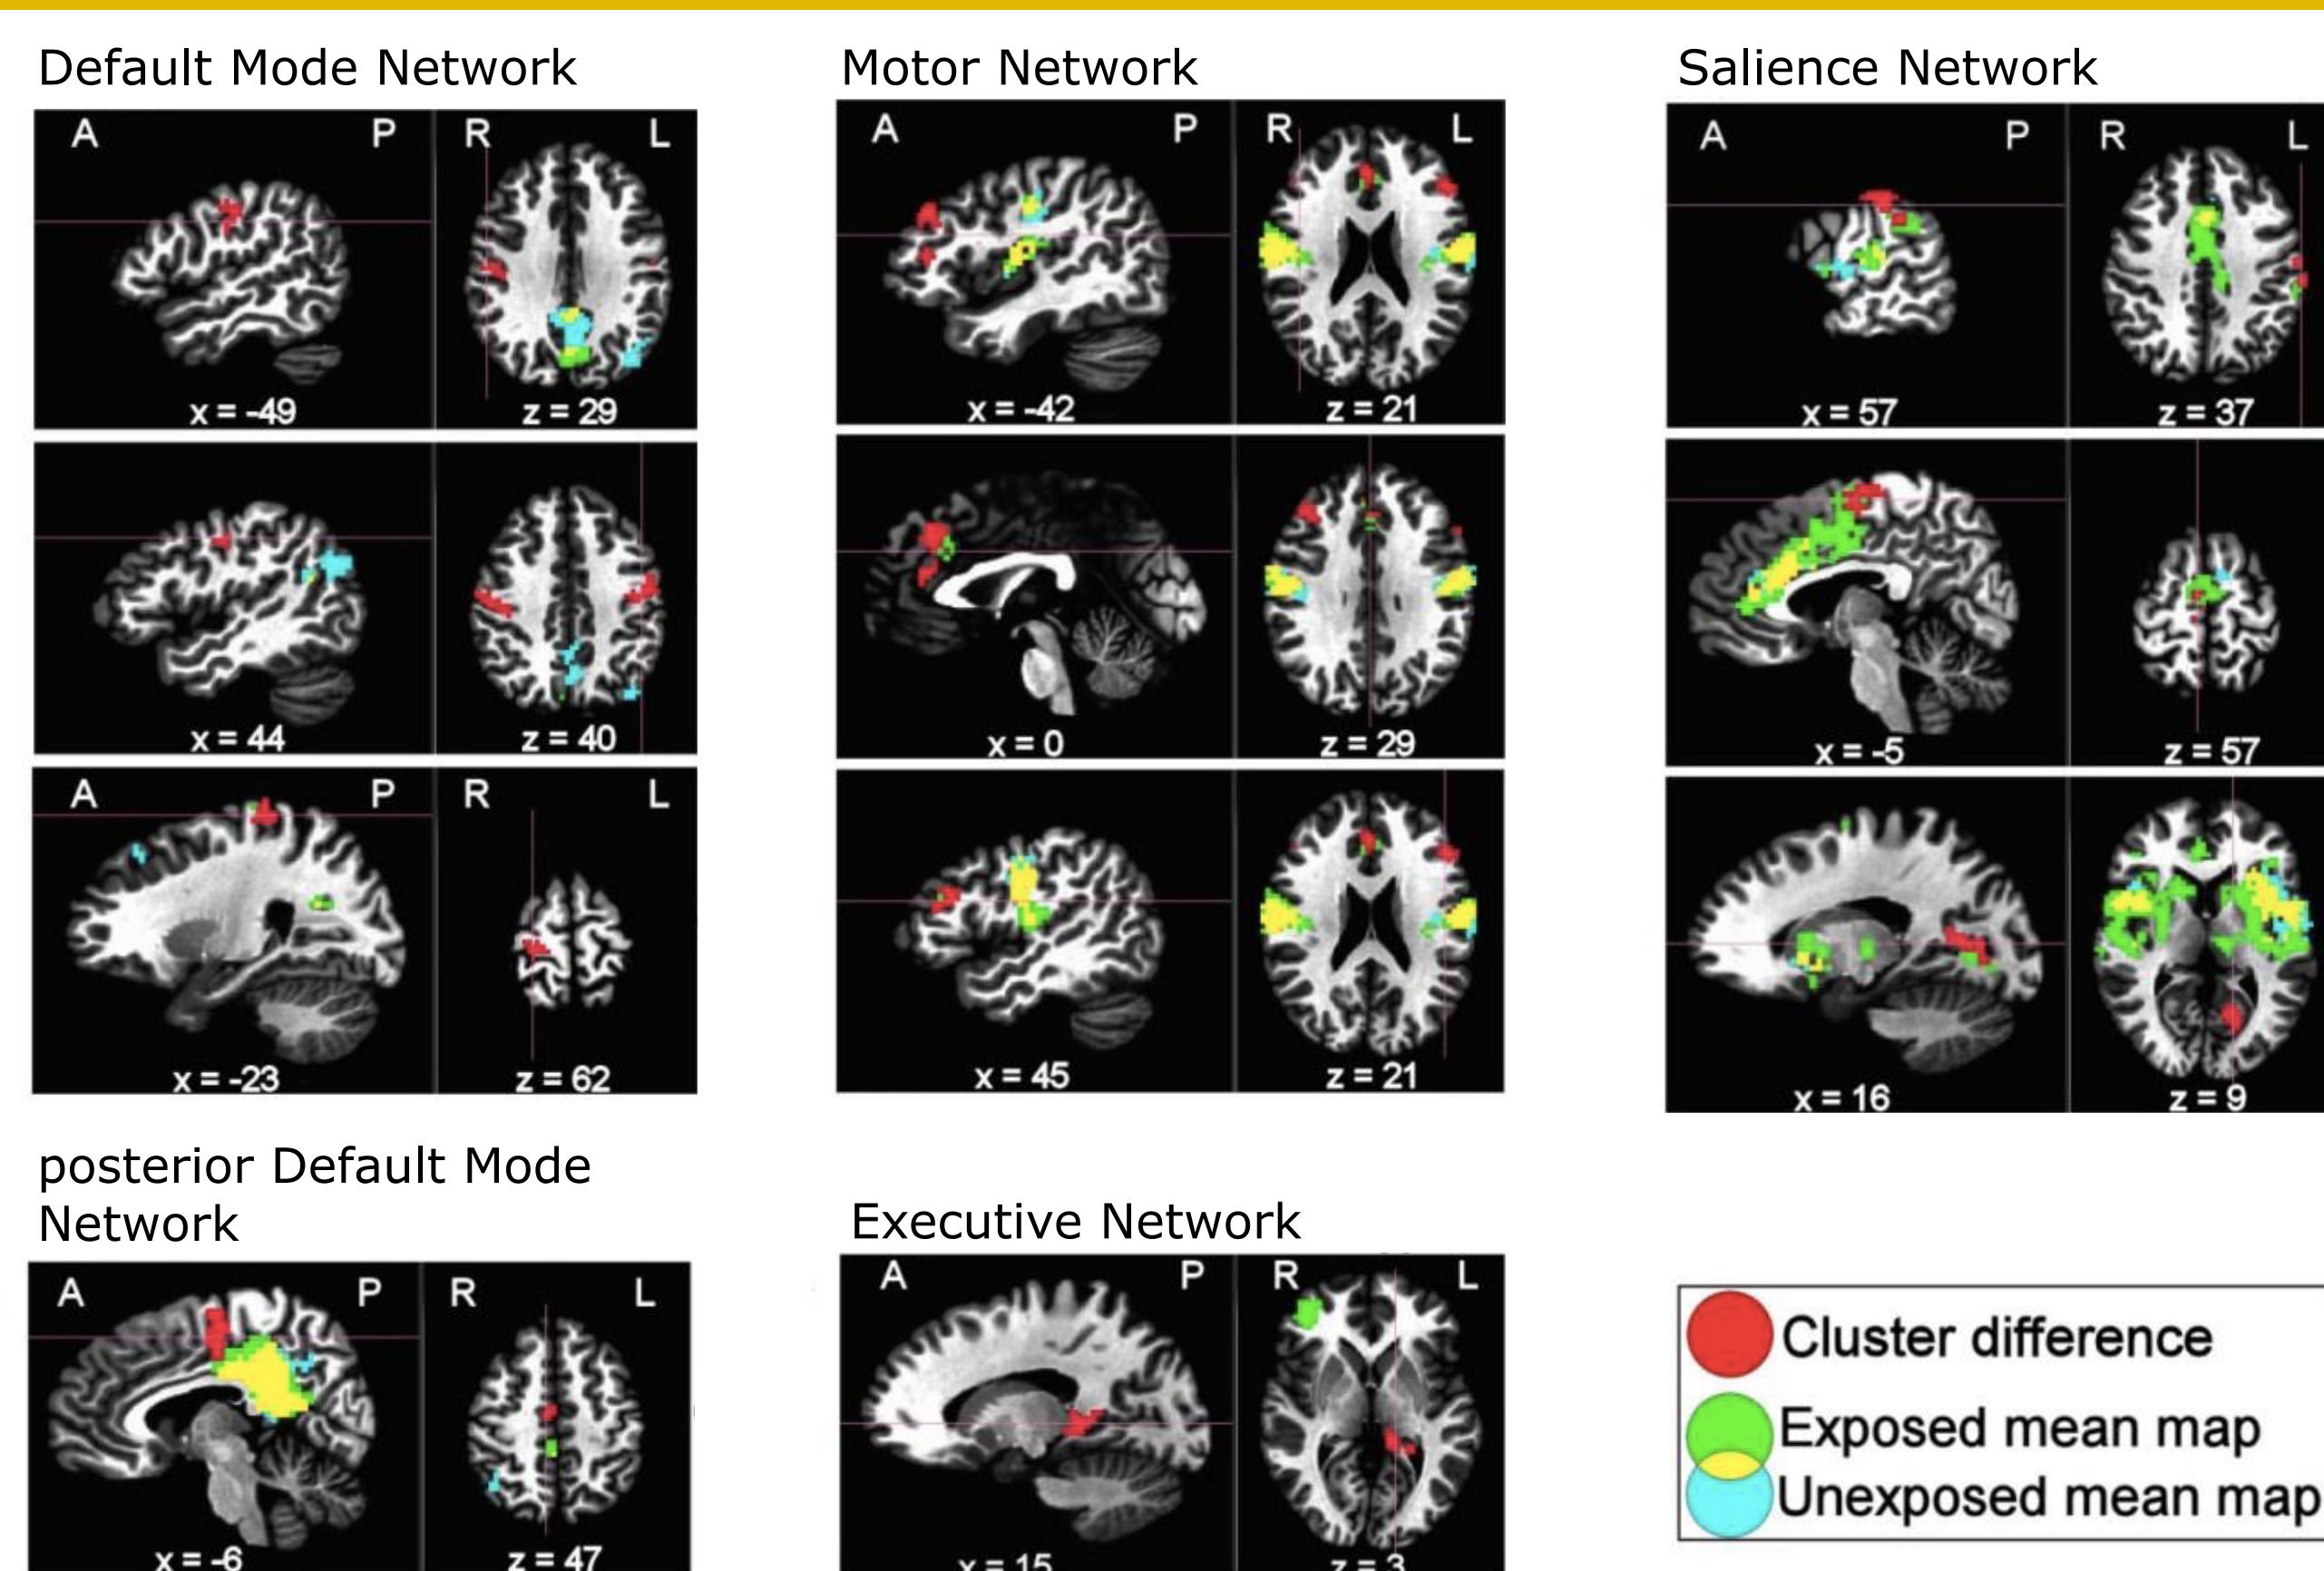 Default Mode Network
A P R L
x = -49 z = 29
x = 44 z = 40
A P R L
x = -23 z = 62
Motor Network
A P R L
x = -42 z = 21
x = 0 z = 29
x = 45 z = 21
Salience Network
A P R L
x = 57 z = 37
x = -5 z = 57
x = 16 z = 9
posterior Default Mode
Network
A P R L
x = -6 z = 47
Executive Network
A P R L
x = 15 z = 3
Cluster difference
Exposed mean map
Unexposed mean map